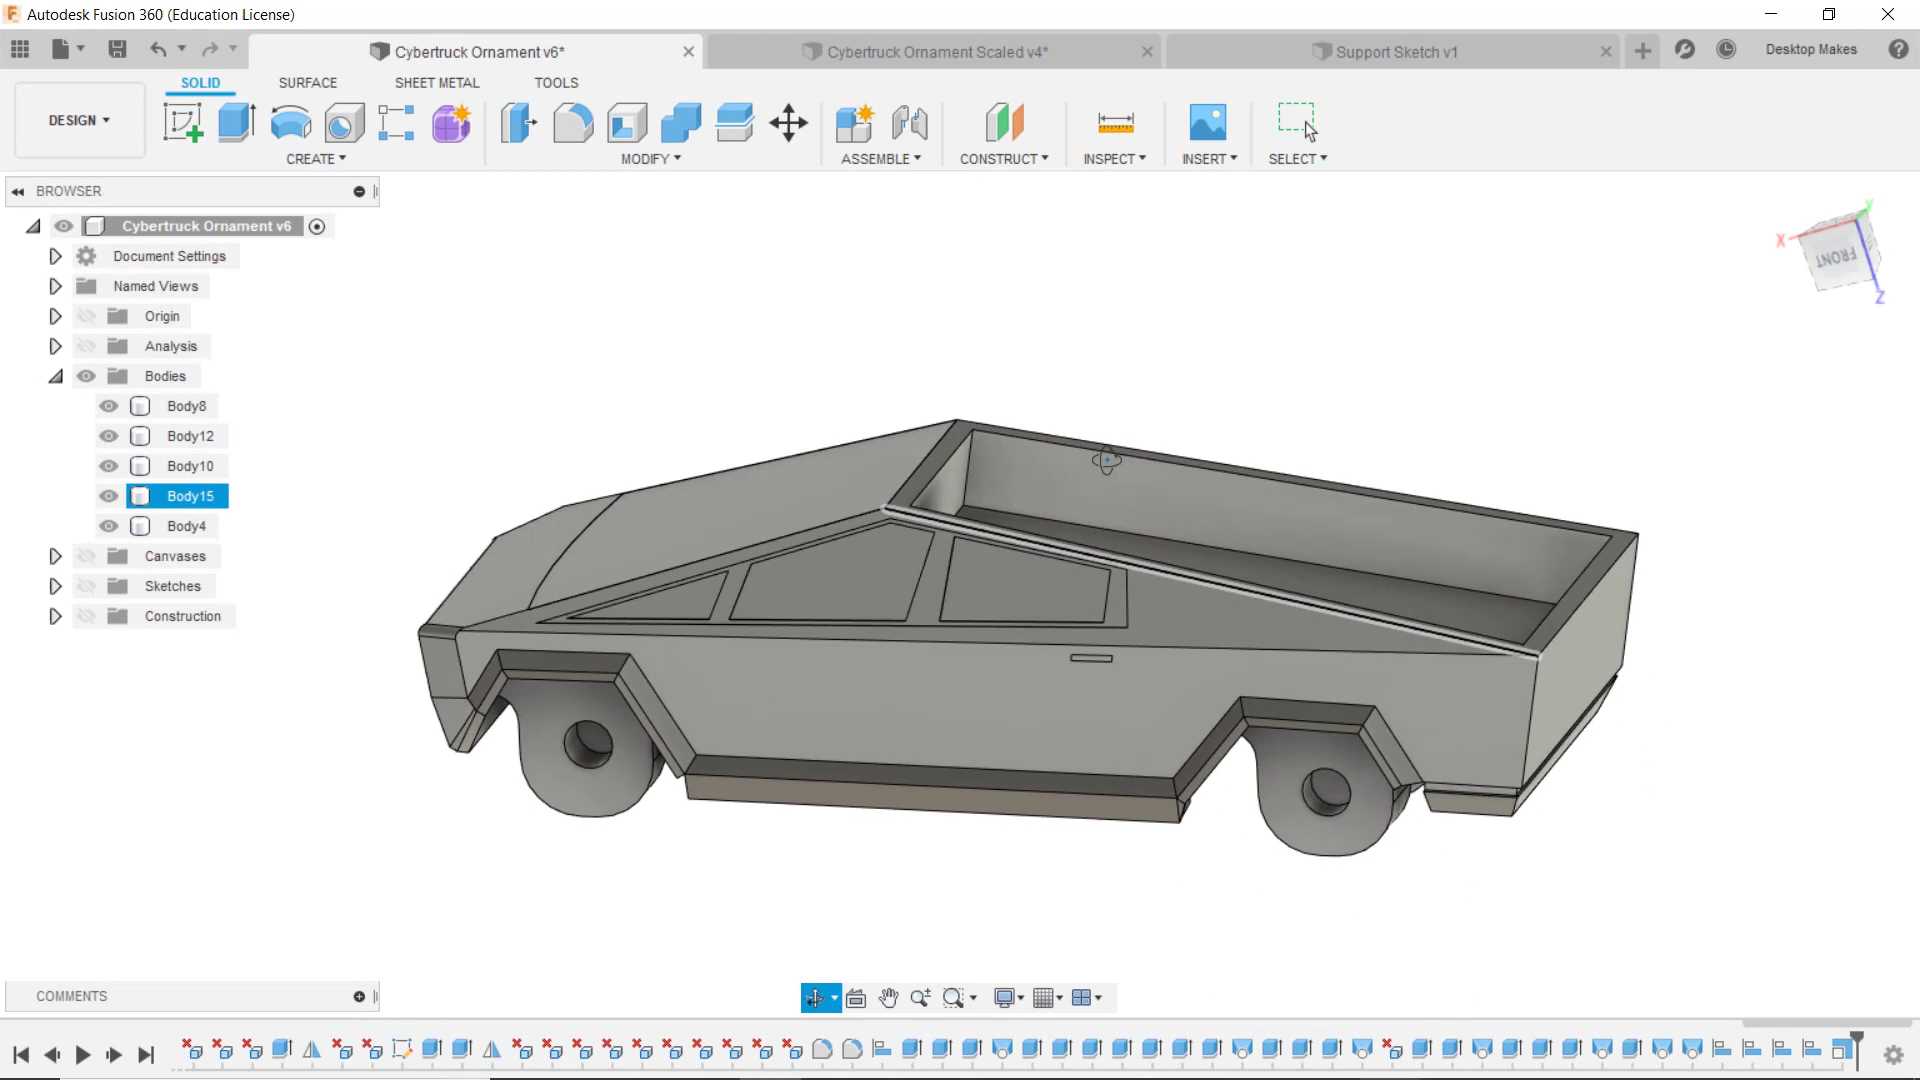 Autodesk Fusion 360 (Education License)
Cybertruck Ornament v6*
Cybertruck Ornament Scaled v4*
Support Sketch v1
Desktop Makes
DESIGN
SOLID
SURFACE
SHEET METAL
TOOLS
CREATE
MODIFY
ASSEMBLE
CONSTRUCT
INSPECT
INSERT
SELECT
BROWSER
Cybertruck Ornament v6
Document Settings
Named Views
Origin
Analysis
Bodies
Body8
Body12
Body10
Body15
Body4
Canvases
Sketches
Construction
X
Y
FRONT
Z
COMMENTS